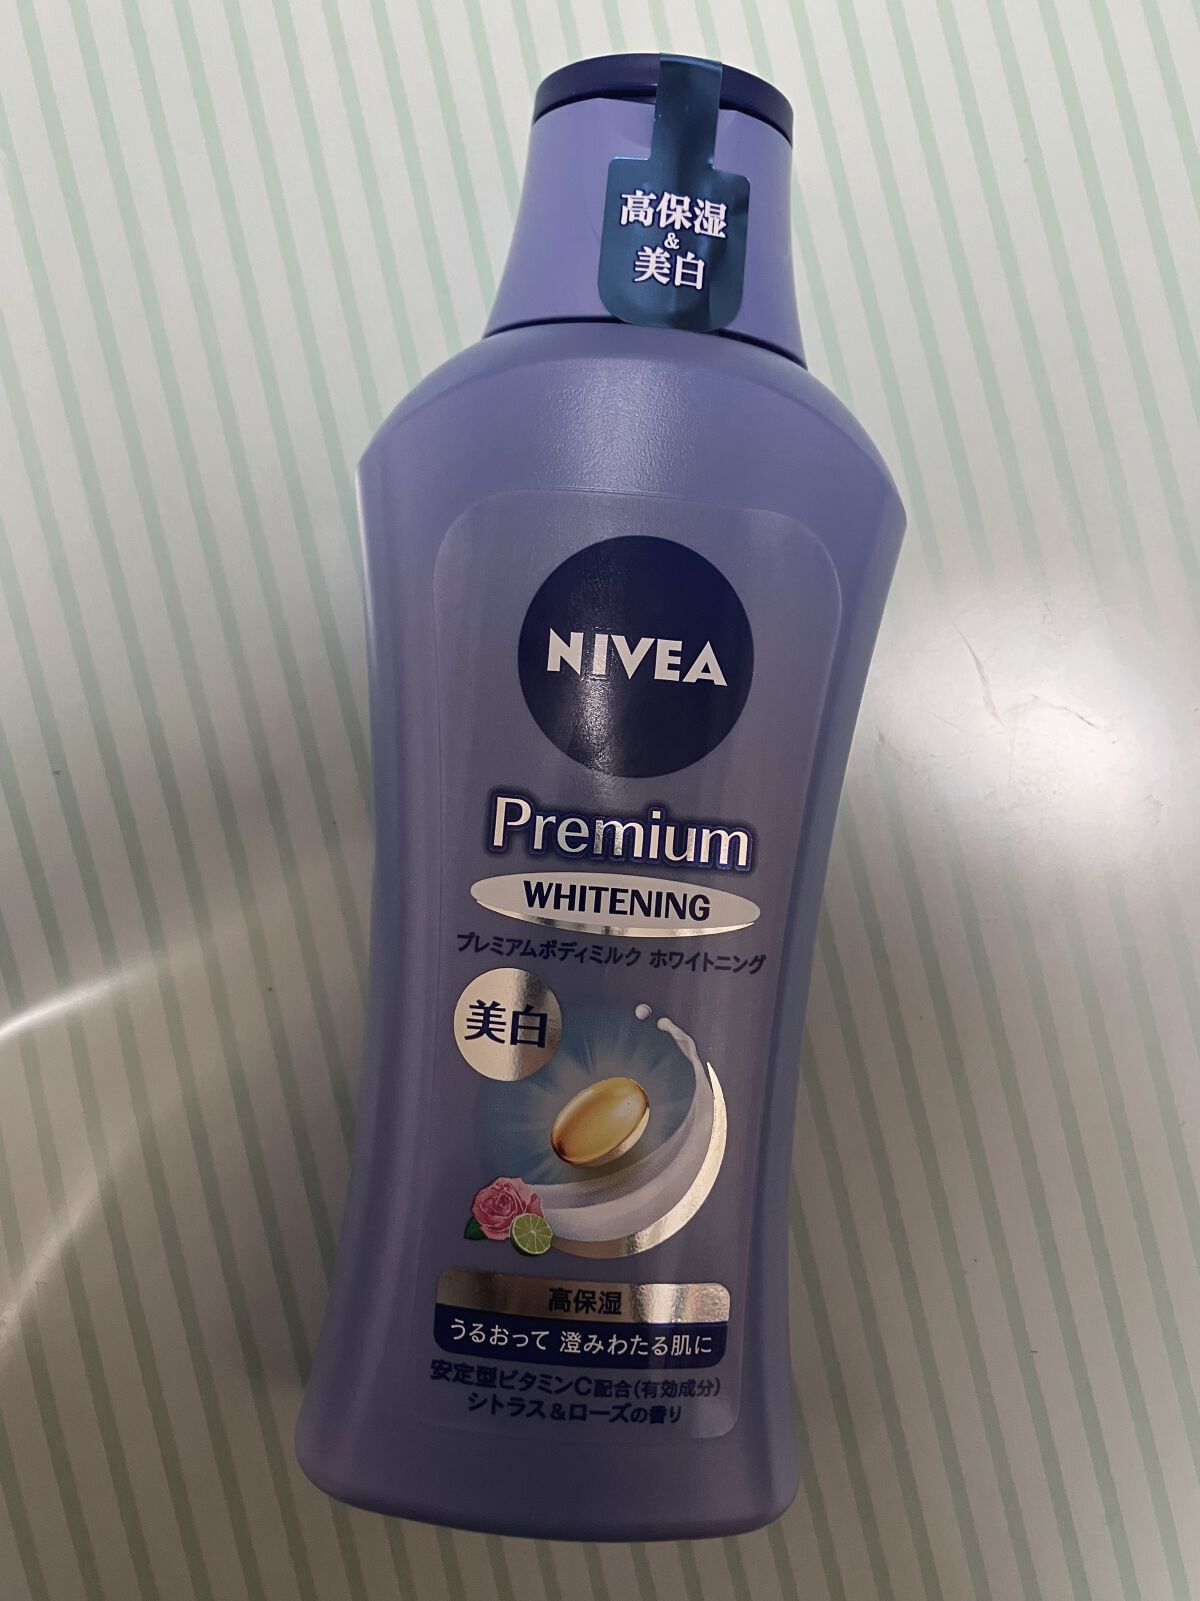 高保湿
&
美白
NIVEA
Premium
WHITENING
プレミアムボディミルク ホワイトニング
美白
高保湿
うるおって 澄みわたる肌に
安定型ビタミンC配合(有効成分)
シトラス&ローズの香り